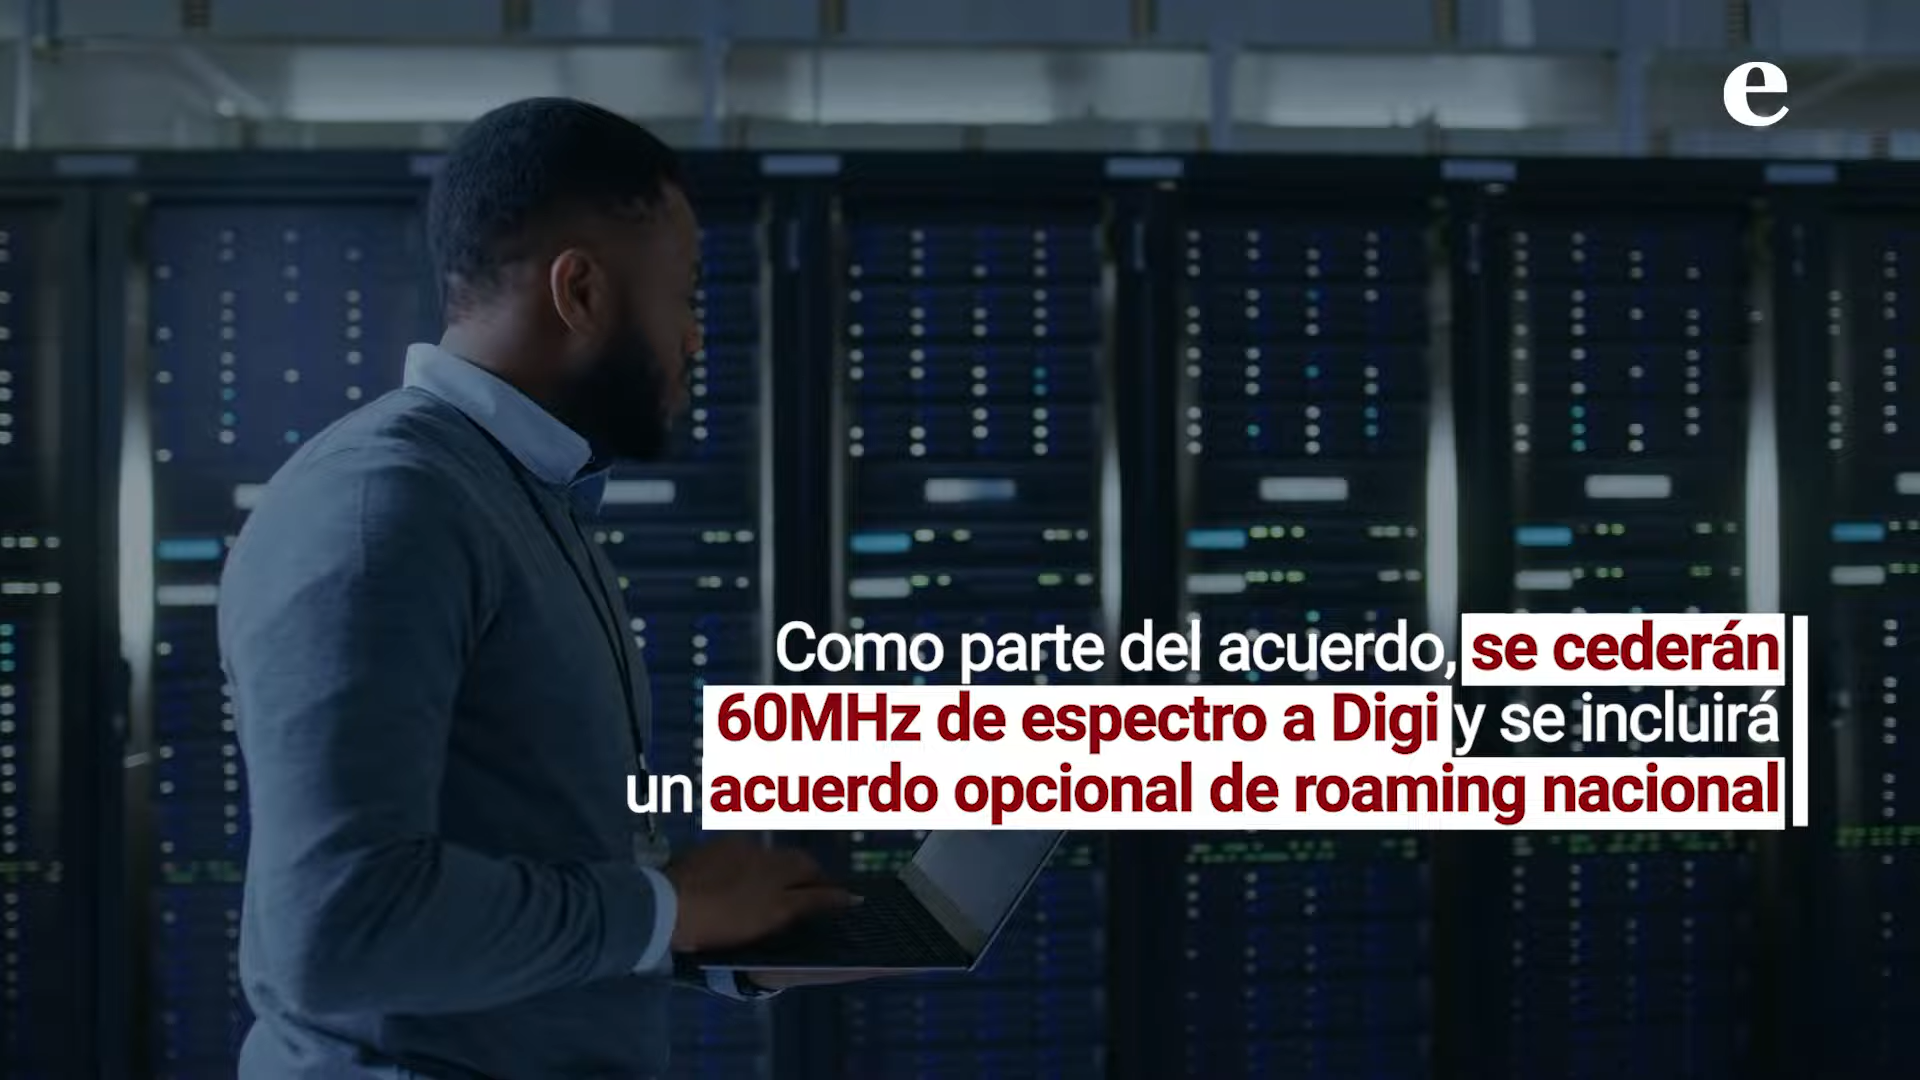 e
Como parte del acuerdo, se cederán
60MHz de espectro a Digi y se incluirá
un acuerdo opcional de roaming nacional